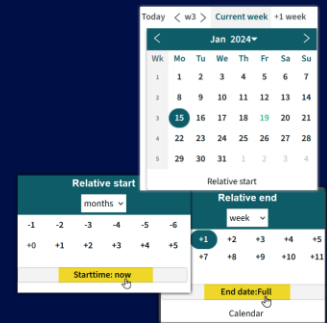 Today < w3 > Current week +1 week
< Jan 2024 >
Wk Mo Tu We Th Fr Sa Su
1 1 2 3 4 5 6 7
2 8 9 10 11 12 13 14
3 15 16 17 18 19 20 21
4 22 23 24 25 26 27 28
5 29 30 31 1 2 3 4
Relative start
Relative start
months
-1 -2 -3 -4 -5 -6
+0 +1 +2 +3 +4 +5
Starttime: now
Relative end
week
+1 +2 +3 +4 +5
+7 +8 +9 +10 +11
End date:Full
Calendar